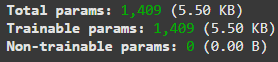 Total params: 1,409 (5.50 KB)
Trainable params: 1,409 (5.50 KB)
Non-trainable params: 0 (0.00 B)